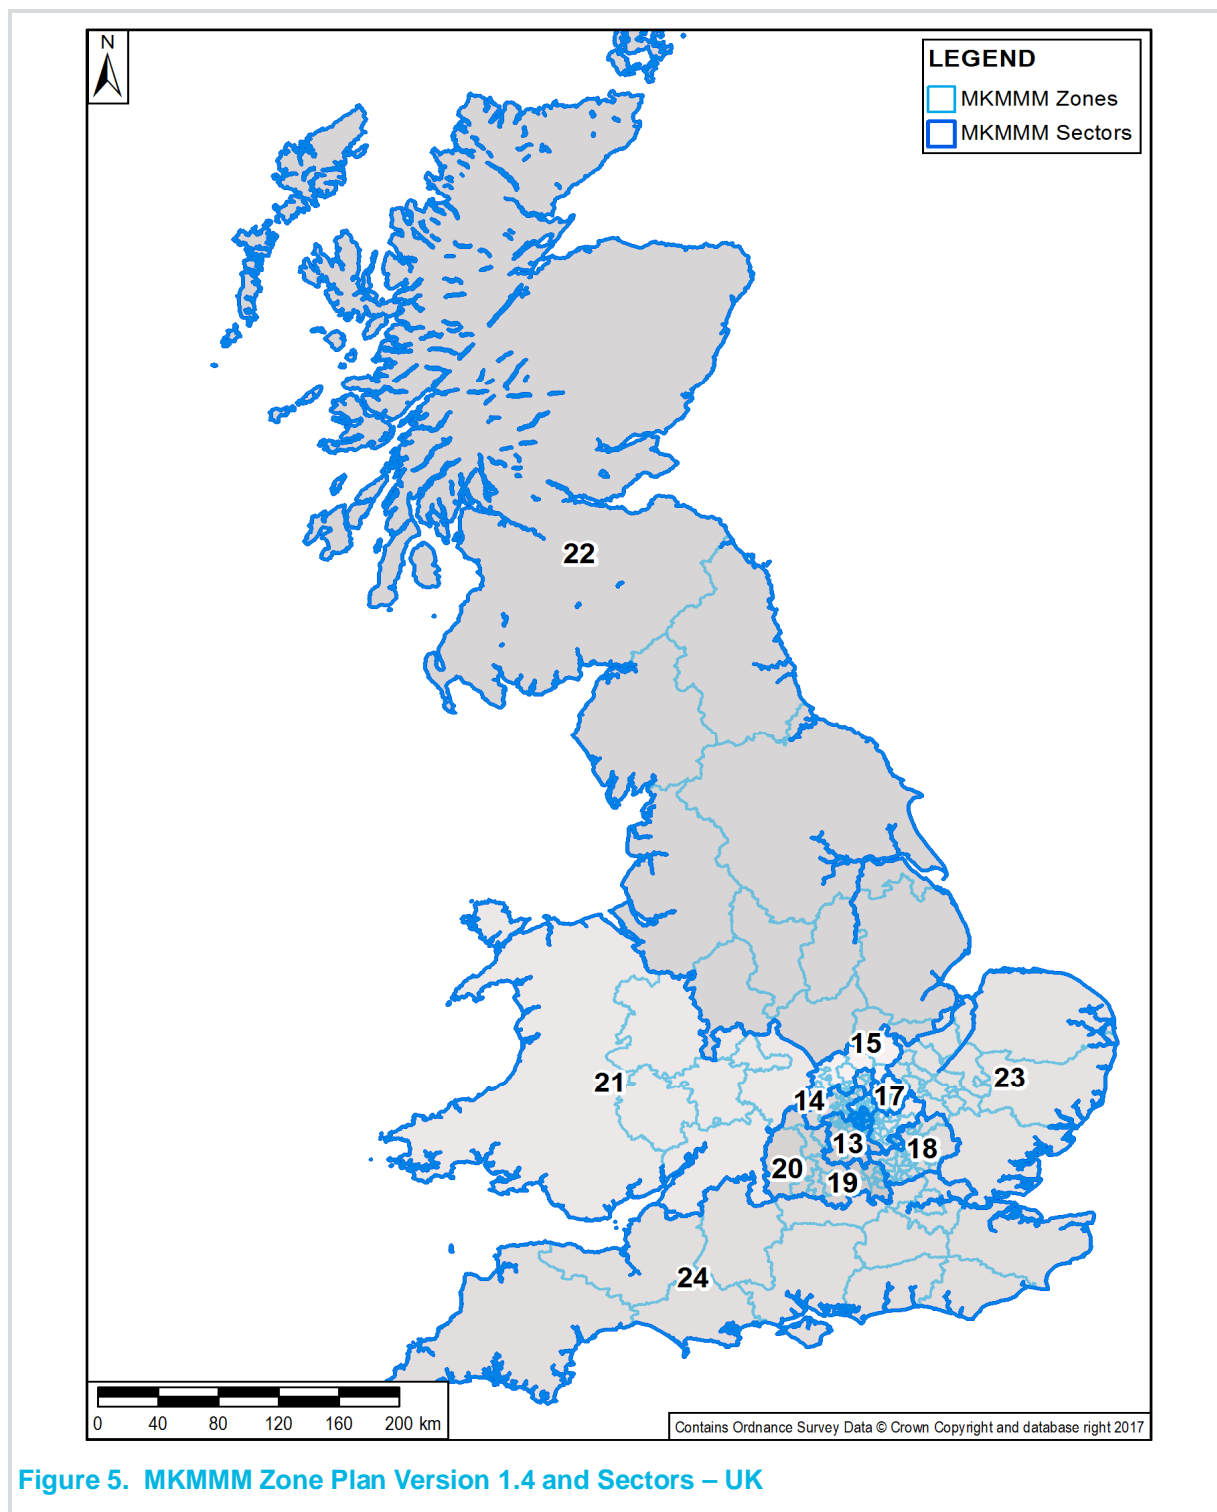 N
LEGEND
MKMMM Zones
MKMMM Sectors
22
15
23
21
14
17
13
18
20
19
24
0 40 80 120 160 200 km
Contains Ordnance Survey Data © Crown Copyright and database right 2017
Figure 5. MKMMM Zone Plan Version 1.4 and Sectors – UK